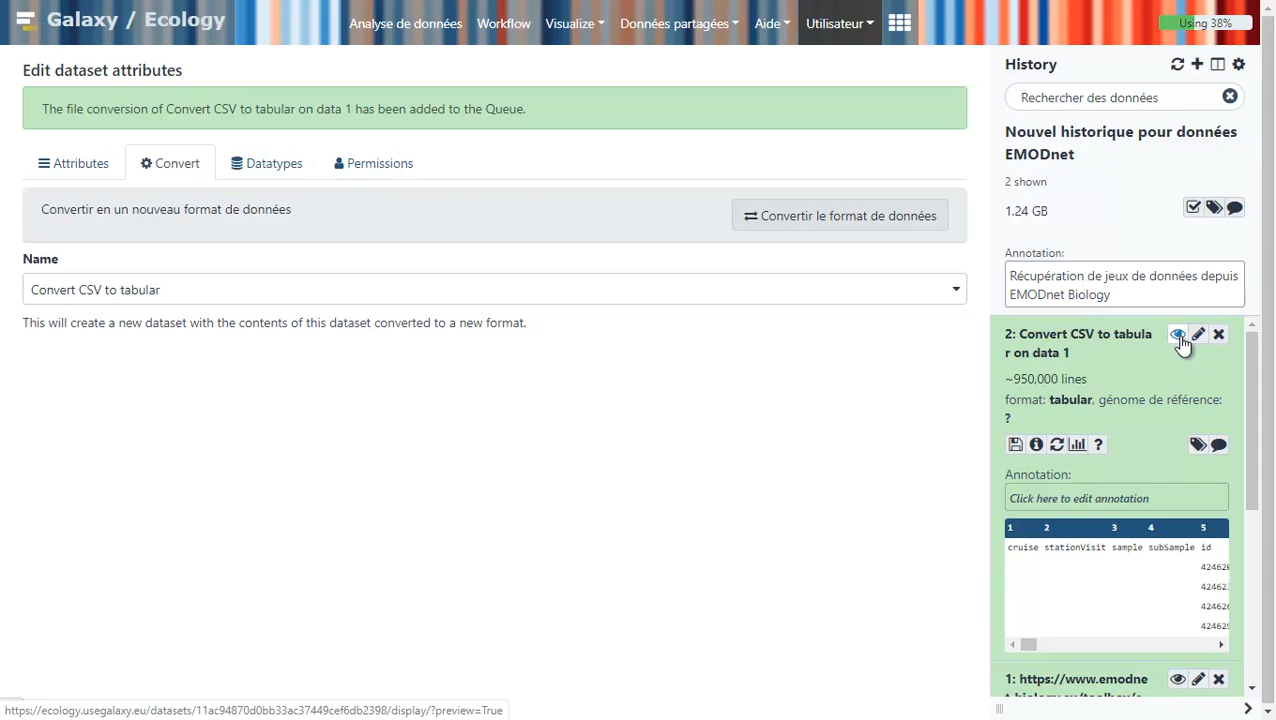 Galaxy / Ecology
Analyse de données
Workflow
Visualize
Données partagées
Aide
Utilisateur
Using 38%
Edit dataset attributes
The file conversion of Convert CSV to tabular on data 1 has been added to the Queue.
Attributes
Convert
Datatypes
Permissions
Convertir en un nouveau format de données
Convertir le format de données
Name
Convert CSV to tabular
This will create a new dataset with the contents of this dataset converted to a new format.
History
Rechercher des données
Nouvel historique pour données
EMODnet
2 shown
1.24 GB
Annotation:
Récupération de jeux de données depuis
EMODnet Biology
2: Convert CSV to tabula
r on data 1
~950,000 lines
format: tabular, génome de référence:
?
Annotation:
Click here to edit annotation
1 2 3 4 5
cruise stationVisit sample subSample id
42462
42462
42462
42462
1: https://www.emodne
https://ecology.usegalaxy.eu/datasets/11ac94870d0bb33ac37449cef6db2398/display/?preview=True